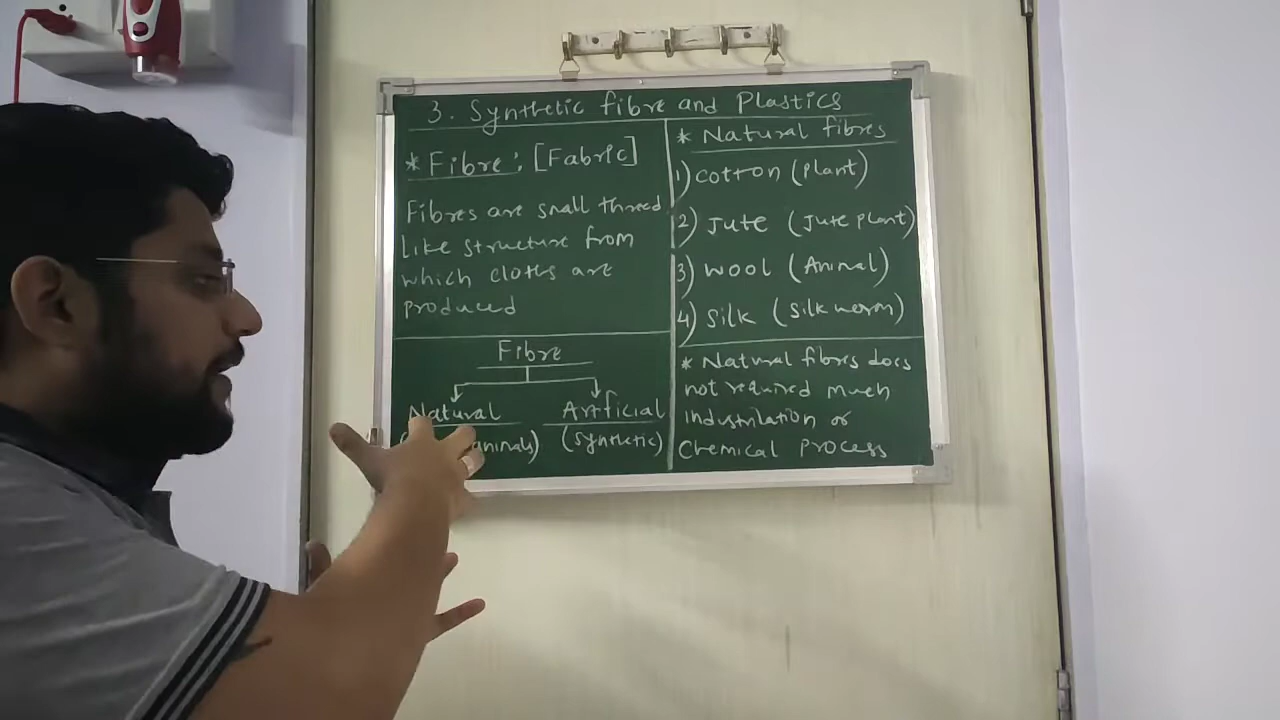 3. Synthetic fibre and Plastics
* Fibre : [Fabric]
Fibres are small thread
like structure from
which cloths are
produced
Fibre
Natural
Artificial
animals)
(synthetic)
* Natural fibres
1) cotton (plant)
2) Jute (Jute plant)
3) wool (Animal)
4) silk (silk worm)
* Natural fibres does
not required much
industrilation or
Chemical process